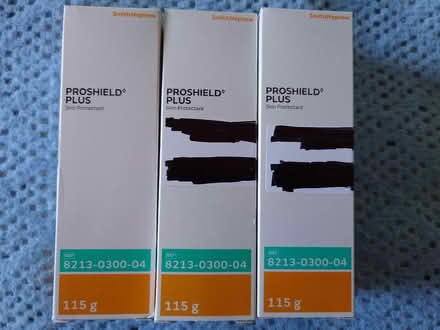 Smith+Nephew
PROSHIELD◊
PLUS
Skin Protectant
REF
8213-0300-04
115 g
Smith+Nephew
PROSHIELD◊
PLUS
Skin Protectant
REF
8213-0300-04
115 g
Smith+Nephew
PROSHIELD◊
PLUS
Skin Protectant
REF
8213-0300-04
115 g